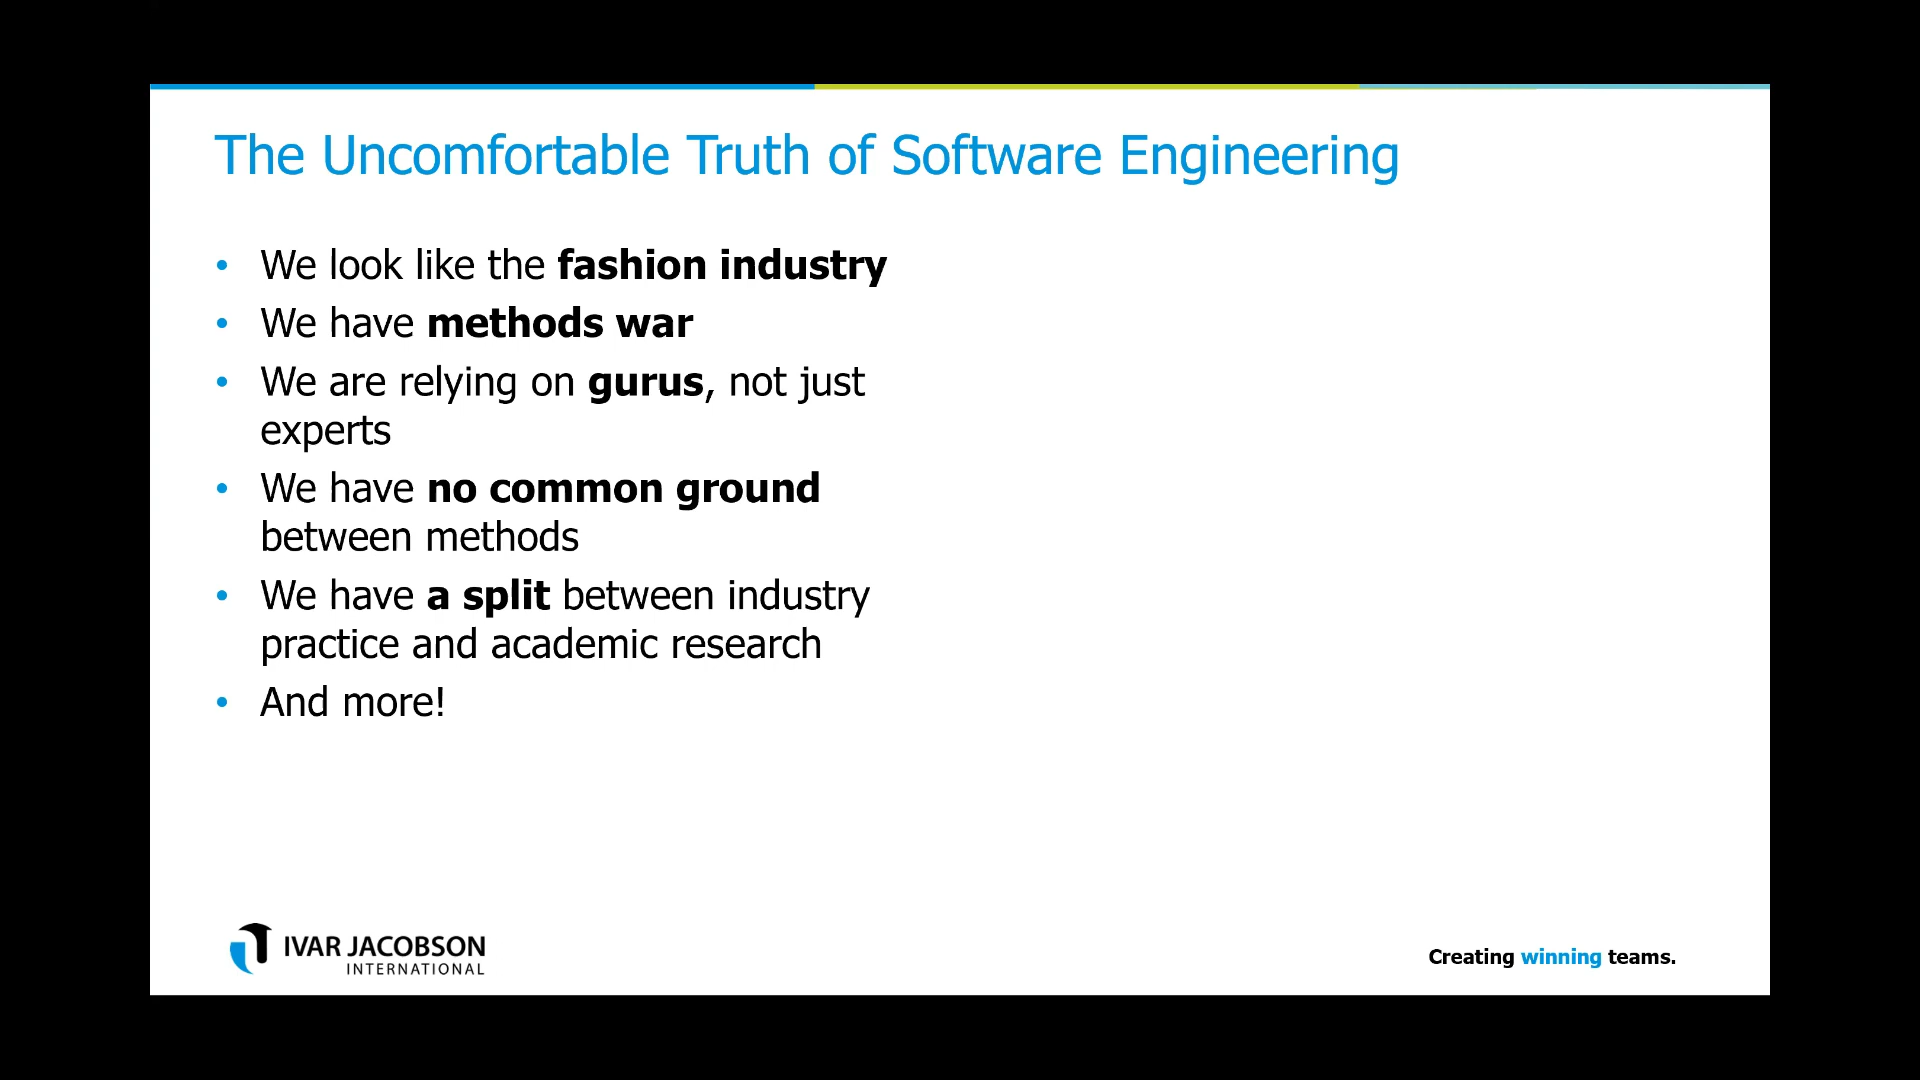 The Uncomfortable Truth of Software Engineering
• We look like the fashion industry
• We have methods war
• We are relying on gurus, not just
experts
• We have no common ground
between methods
• We have a split between industry
practice and academic research
• And more!
IVAR JACOBSON
INTERNATIONAL
Creating winning teams.